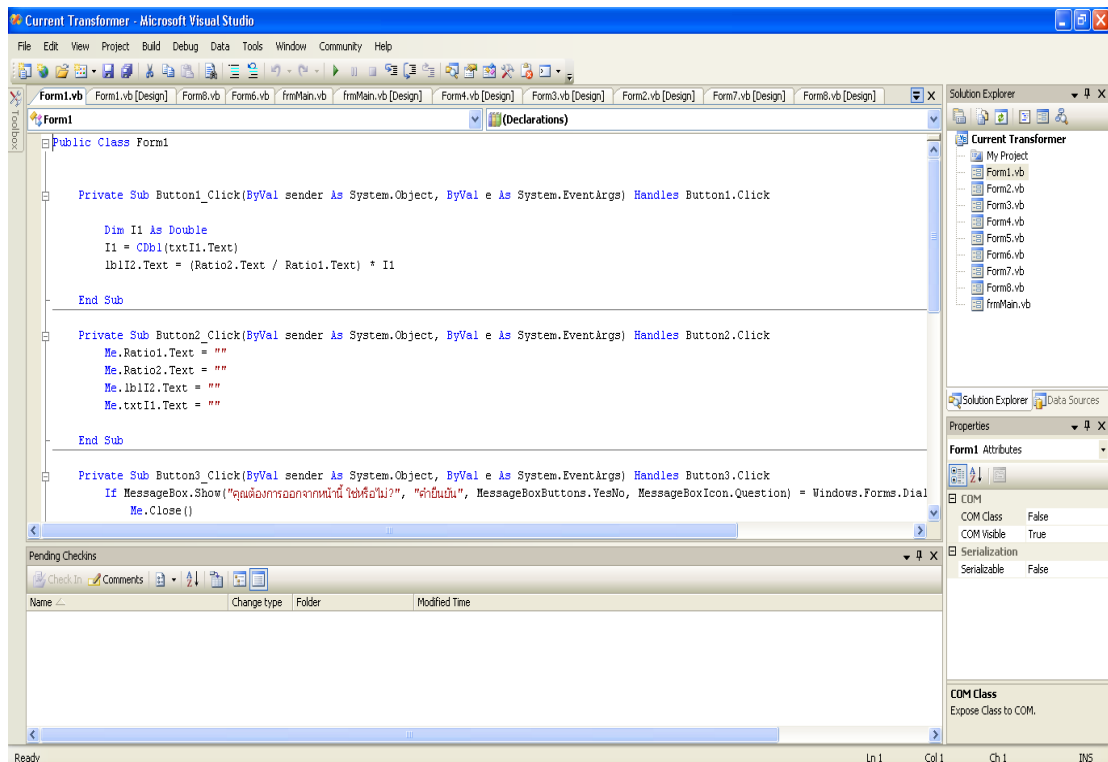 Current Transformer - Microsoft Visual Studio
File Edit View Project Build Debug Data Tools Window Community Help
Toolbox
Form1.vb Form1.vb [Design] Form8.vb Form6.vb frmMain.vb frmMain.vb [Design] Form4.vb [Design] Form3.vb [Design] Form2.vb [Design] Form7.vb [Design] Form8.vb [Design]
Form1 (Declarations)
Public Class Form1
Private Sub Button1_Click(ByVal sender As System.Object, ByVal e As System.EventArgs) Handles Button1.Click
Dim I1 As Double
I1 = CDbl(txtI1.Text)
lblI2.Text = (Ratio2.Text / Ratio1.Text) * I1
End Sub
Private Sub Button2_Click(ByVal sender As System.Object, ByVal e As System.EventArgs) Handles Button2.Click
Me.Ratio1.Text = ""
Me.Ratio2.Text = ""
Me.lblI2.Text = ""
Me.txtI1.Text = ""
End Sub
Private Sub Button3_Click(ByVal sender As System.Object, ByVal e As System.EventArgs) Handles Button3.Click
If MessageBox.Show("คุณต้องการออกจากหน้านี้ ใช่หรือไม่?", "คำยืนยัน", MessageBoxButtons.YesNo, MessageBoxIcon.Question) = Windows.Forms.Dial
Me.Close()
Pending Checkins
Check In Comments
Name Change type Folder Modified Time
Solution Explorer
Current Transformer
My Project
Form1.vb
Form2.vb
Form3.vb
Form4.vb
Form5.vb
Form6.vb
Form7.vb
Form8.vb
frmMain.vb
Solution Explorer Data Sources
Properties
Form1 Attributes
COM
COM Class False
COM Visible True
Serialization
Serializable False
COM Class
Expose Class to COM.
Ready Ln 1 Col 1 Ch 1 INS